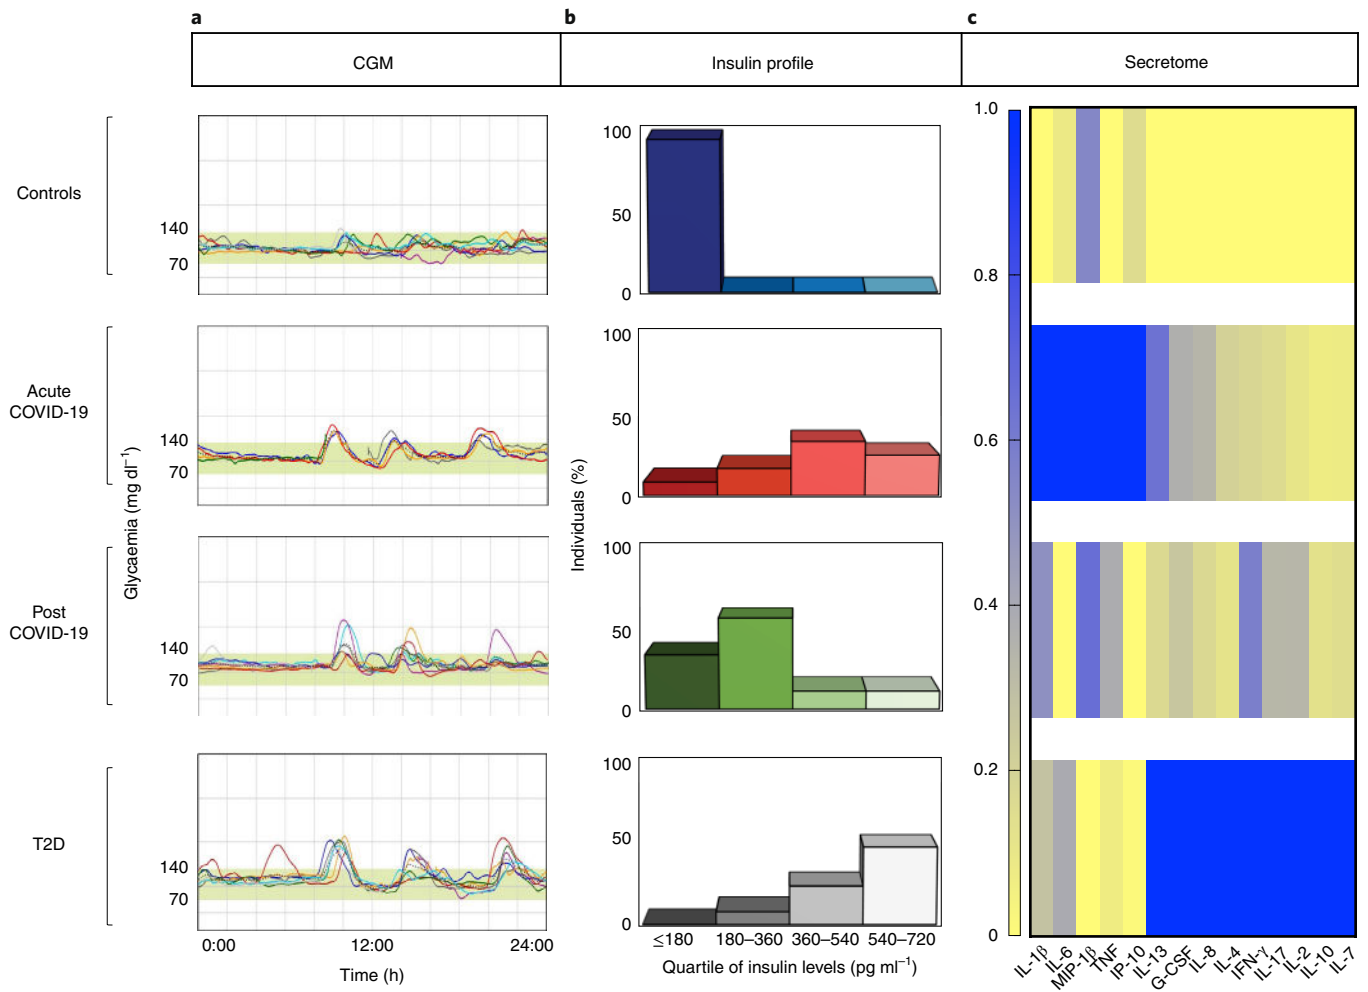 a
b
c
CGM
Insulin profile
Secretome
Controls
Acute
COVID-19
Post
COVID-19
T2D
Glycaemia (mg dl⁻¹)
140
70
140
70
140
70
140
70
0:00
12:00
24:00
Time (h)
Individuals (%)
100
50
0
100
50
0
100
50
0
100
50
0
≤180
180–360
360–540
540–720
Quartile of insulin levels (pg ml⁻¹)
1.0
0.8
0.6
0.4
0.2
0
IL-1β
IL-6
MIP-1β
TNF
IP-10
IL-13
G-CSF
IL-8
IL-4
IFN-γ
IL-17
IL-2
IL-10
IL-7